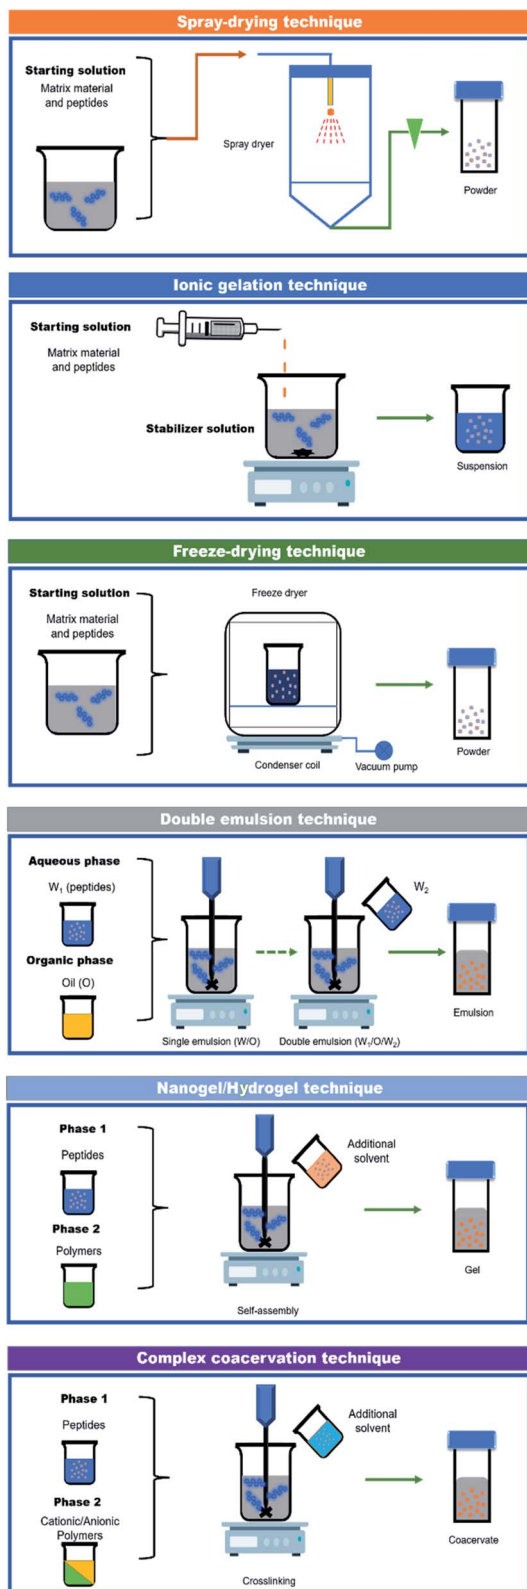 Spray-drying technique
Starting solution
Matrix material
and peptides
Spray dryer
Powder
Ionic gelation technique
Starting solution
Matrix material
and peptides
Stabilizer solution
Suspension
Freeze-drying technique
Starting solution
Matrix material
and peptides
Freeze dryer
Condenser coil
Vacuum pump
Powder
Double emulsion technique
Aqueous phase
W₁ (peptides)
Organic phase
Oil (O)
W₂
Single emulsion (W/O)
Double emulsion (W₁/O/W₂)
Emulsion
Nanogel/Hydrogel technique
Phase 1
Peptides
Phase 2
Polymers
Additional
solvent
Self-assembly
Gel
Complex coacervation technique
Phase 1
Peptides
Phase 2
Cationic/Anionic
Polymers
Additional
solvent
Crosslinking
Coacervate